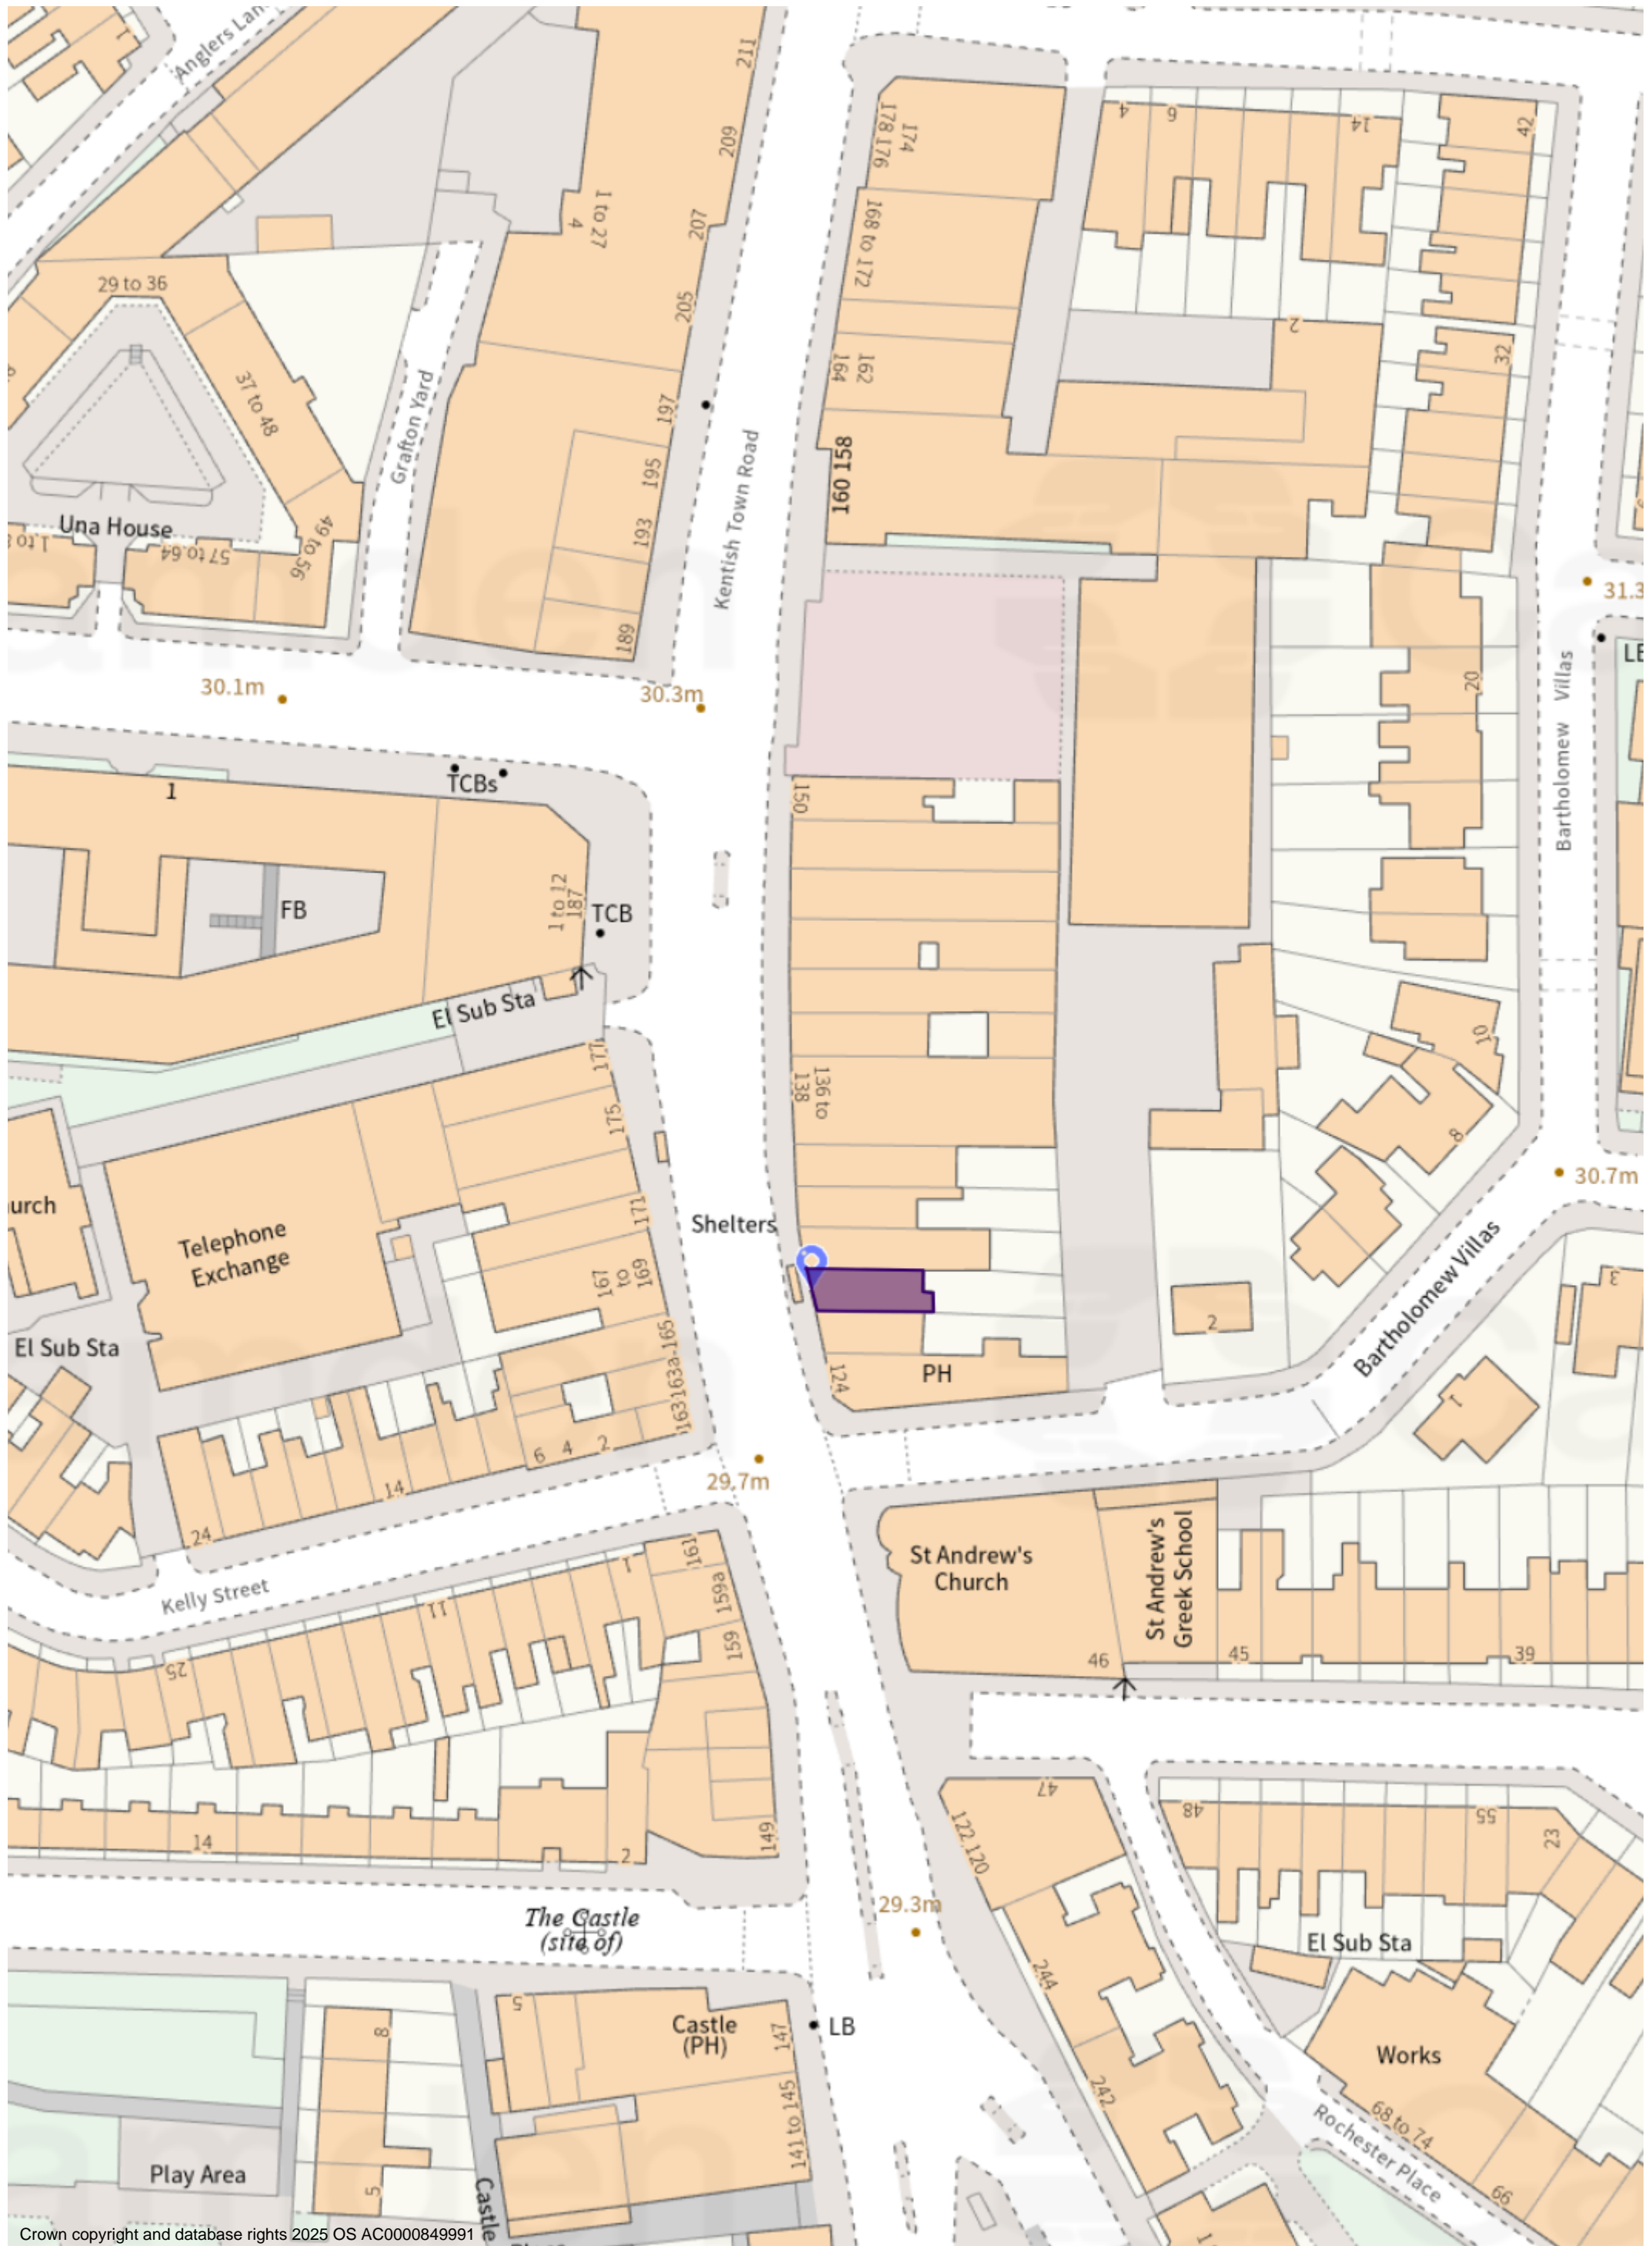 Anglers Lane
1
211
209
207
205
1 to 27
4
174
178 176
168 to 172
162
164
160 158
4
6
14
42
2
32
29 to 36
37 to 48
Grafton Yard
197
195
193
189
Kentish Town Road
Una House
57 to 64
49 to 56
31.3
LB
30.1m
30.3m
20
Bartholomew Villas
1
TCBs
150
FB
1 to 12
187
TCB
El Sub Sta
177
175
136 to
138
10
8
30.7m
urch
Telephone
Exchange
171
169
to
167
Shelters
El Sub Sta
163 163a-165
2
3
Bartholomew Villas
PH
124
1
6
4
2
14
24
29.7m
Kelly Street
St Andrew's
Church
St Andrew's
Greek School
46
45
39
161
159a
159
1
11
25
14
2
149
47
122 120
48
55
23
The Castle
(site of)
29.3m
El Sub Sta
244
242
5
8
5
Castle
(PH)
147
LB
141 to 145
Works
68 to 74
66
Rochester Place
Play Area
Castle
Crown copyright and database rights 2025 OS AC0000849991